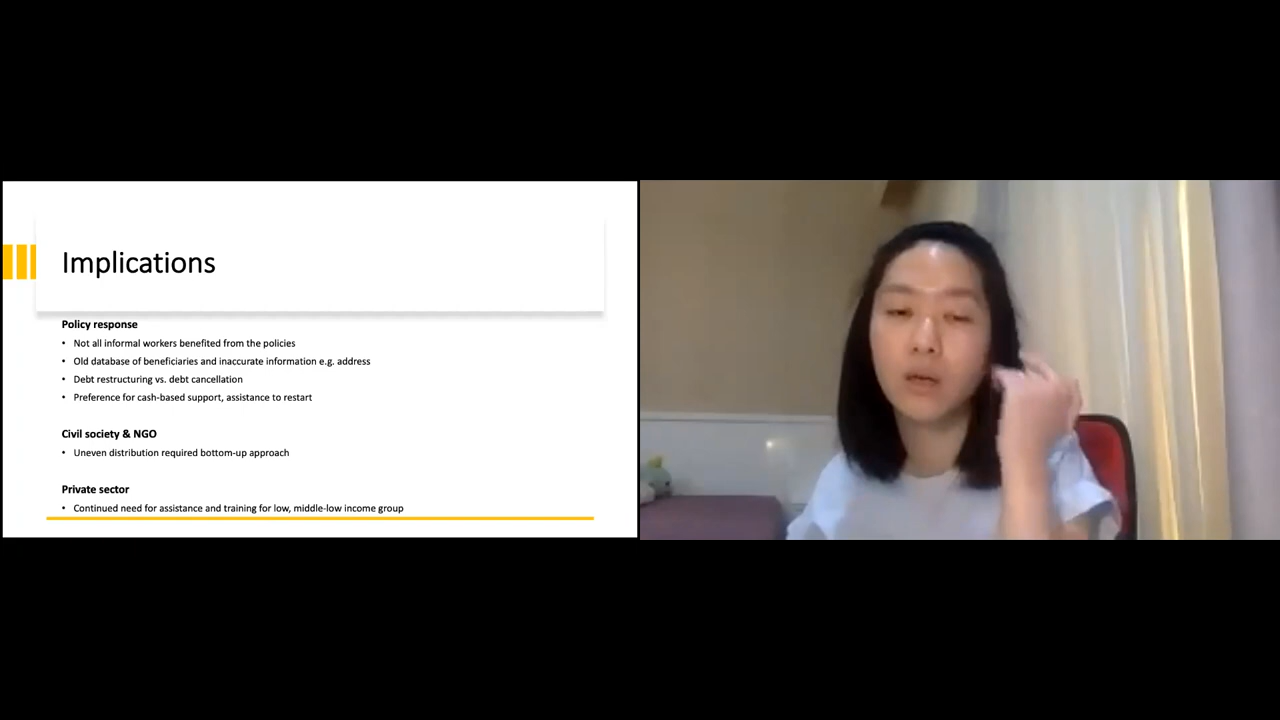 Implications
Policy response
• Not all informal workers benefited from the policies
• Old database of beneficiaries and inaccurate information e.g. address
• Debt restructuring vs. debt cancellation
• Preference for cash-based support, assistance to restart
Civil society & NGO
• Uneven distribution required bottom-up approach
Private sector
• Continued need for assistance and training for low, middle-low income group